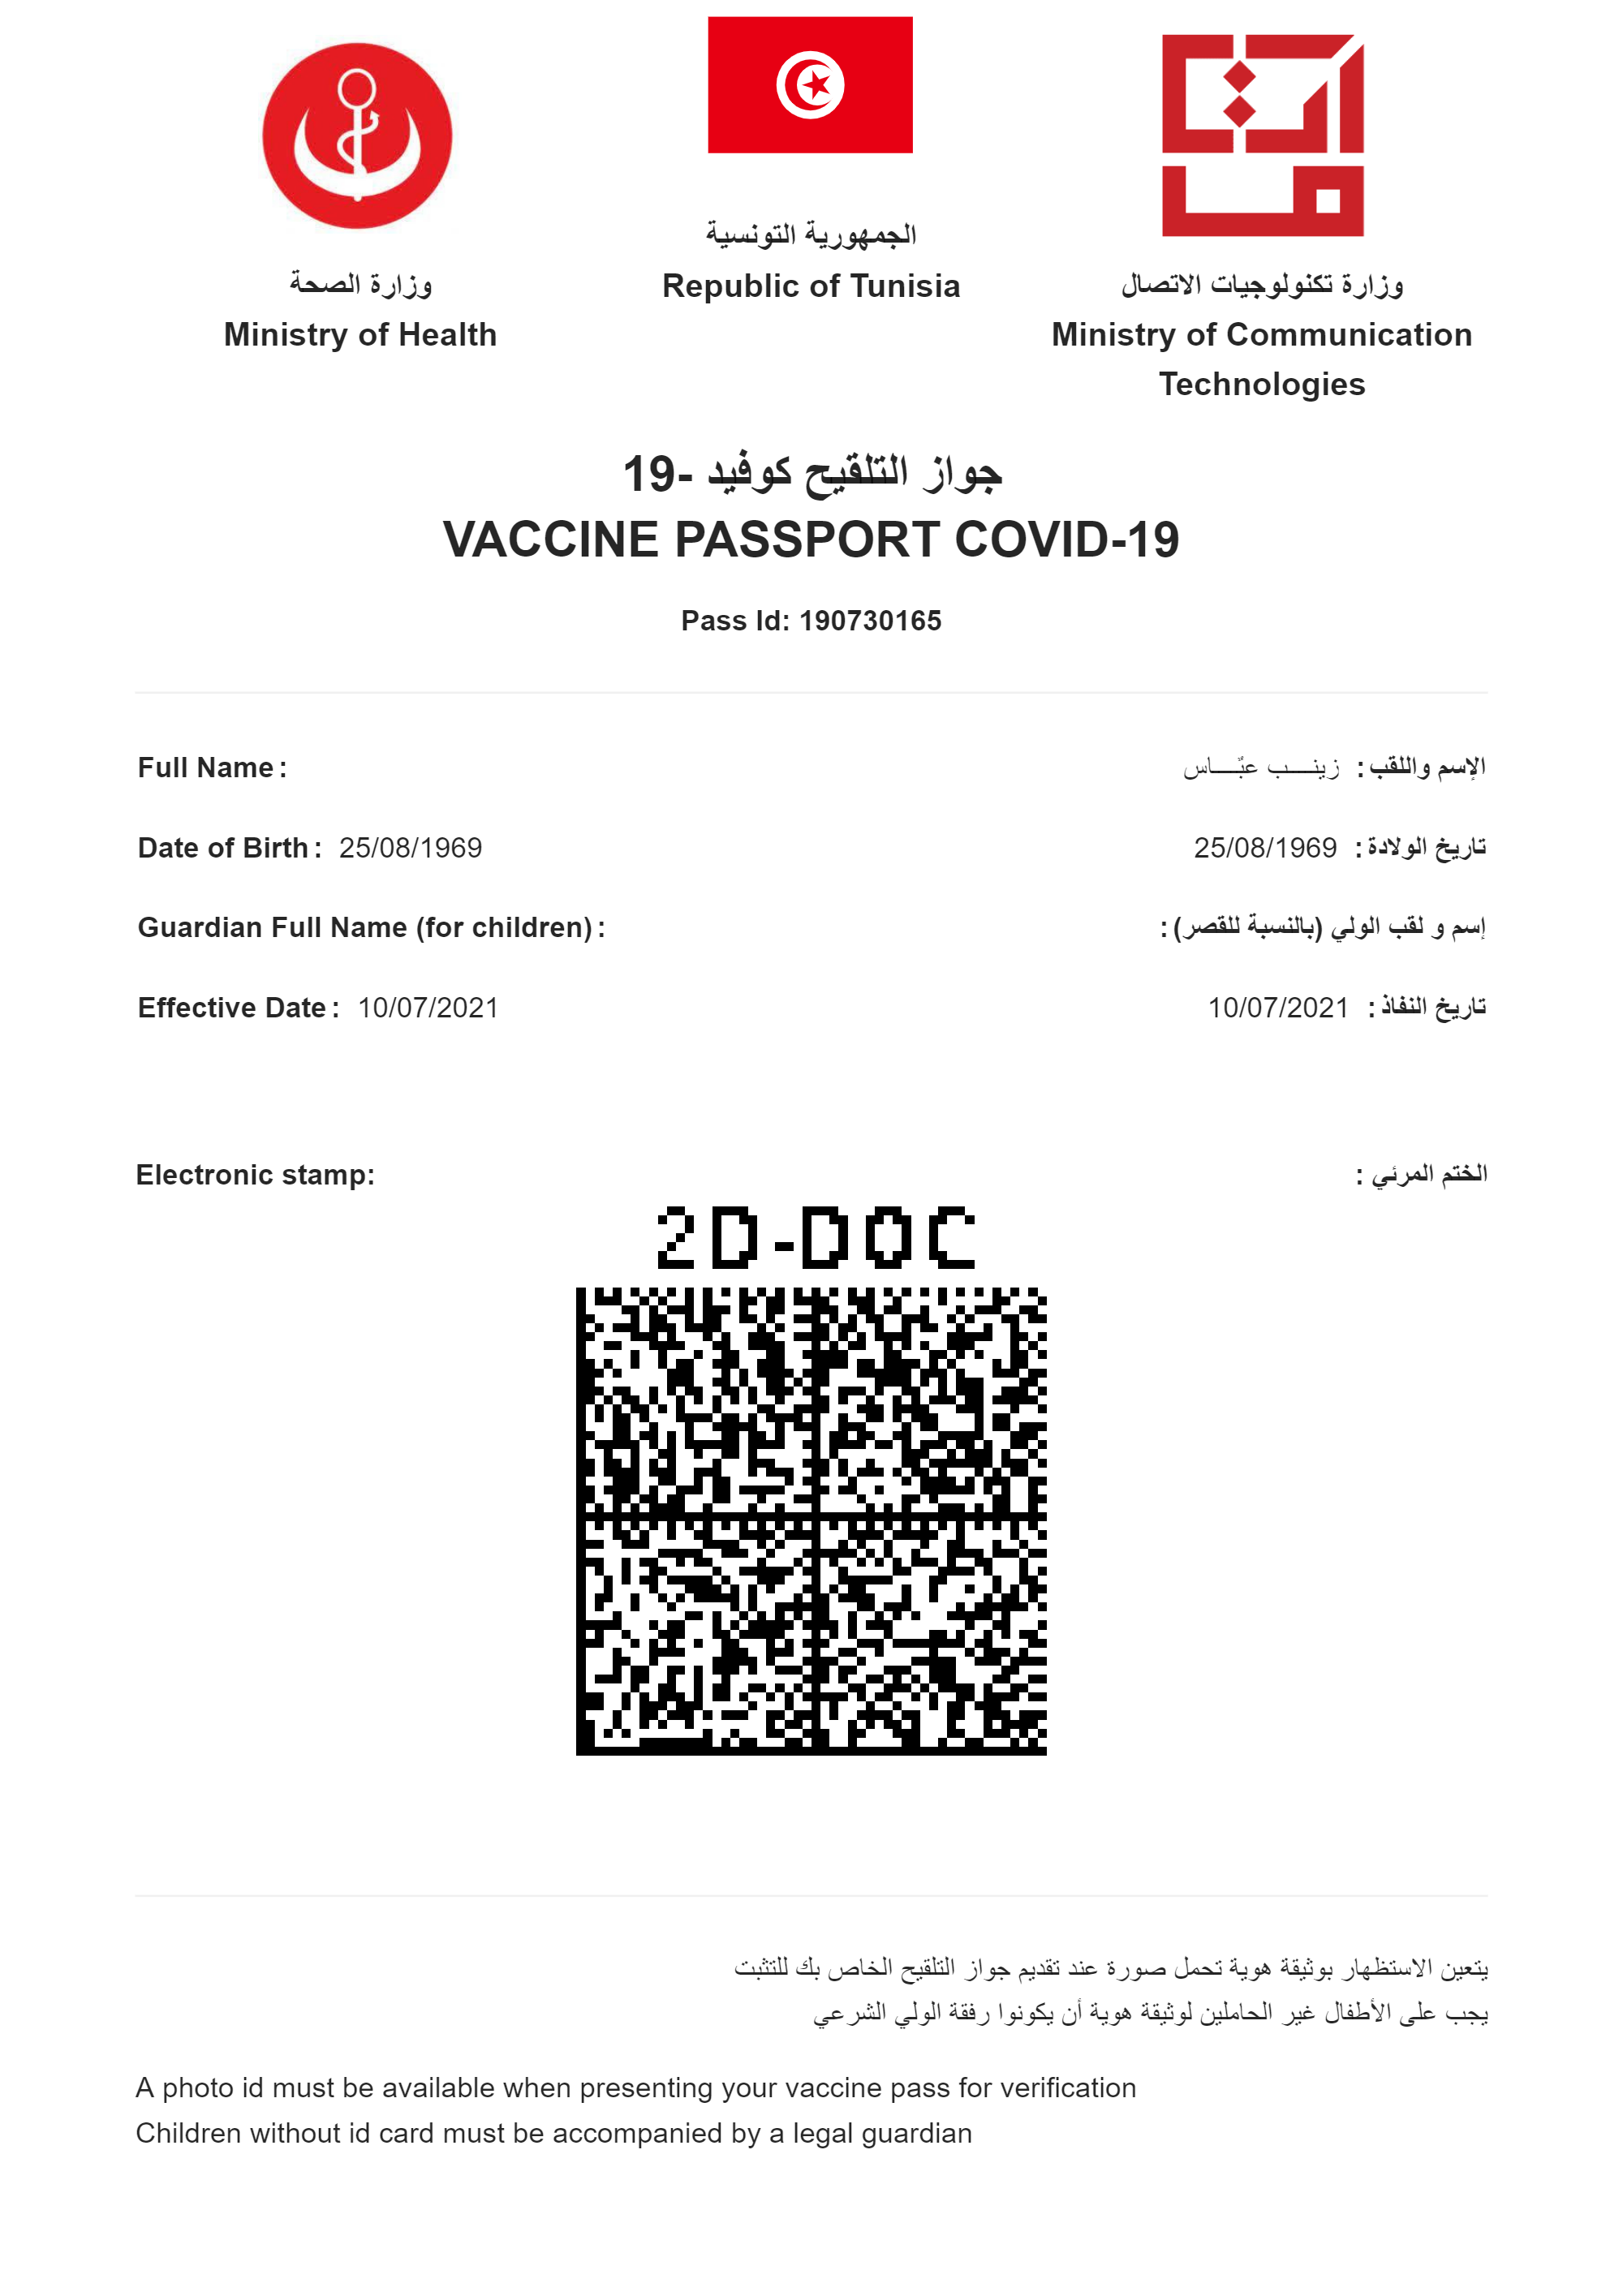 الجمهورية التونسية
Republic of Tunisia
وزارة الصحة
Ministry of Health
وزارة تكنولوجيات الاتصال
Ministry of Communication
Technologies
جواز التلقيح كوفيد -19
VACCINE PASSPORT COVID-19
Pass Id: 190730165
Full Name :
الإسم واللقب : زينـــب عبّـــاس
Date of Birth : 25/08/1969
تاريخ الولادة : 25/08/1969
Guardian Full Name (for children) :
إسم و لقب الولي (بالنسبة للقصر) :
Effective Date : 10/07/2021
تاريخ النفاذ : 10/07/2021
Electronic stamp:
الختم المرئي :
2D-DOC
يتعين الاستظهار بوثيقة هوية تحمل صورة عند تقديم جواز التلقيح الخاص بك للتثبت
يجب على الأطفال غير الحاملين لوثيقة هوية أن يكونوا رفقة الولي الشرعي
A photo id must be available when presenting your vaccine pass for verification
Children without id card must be accompanied by a legal guardian